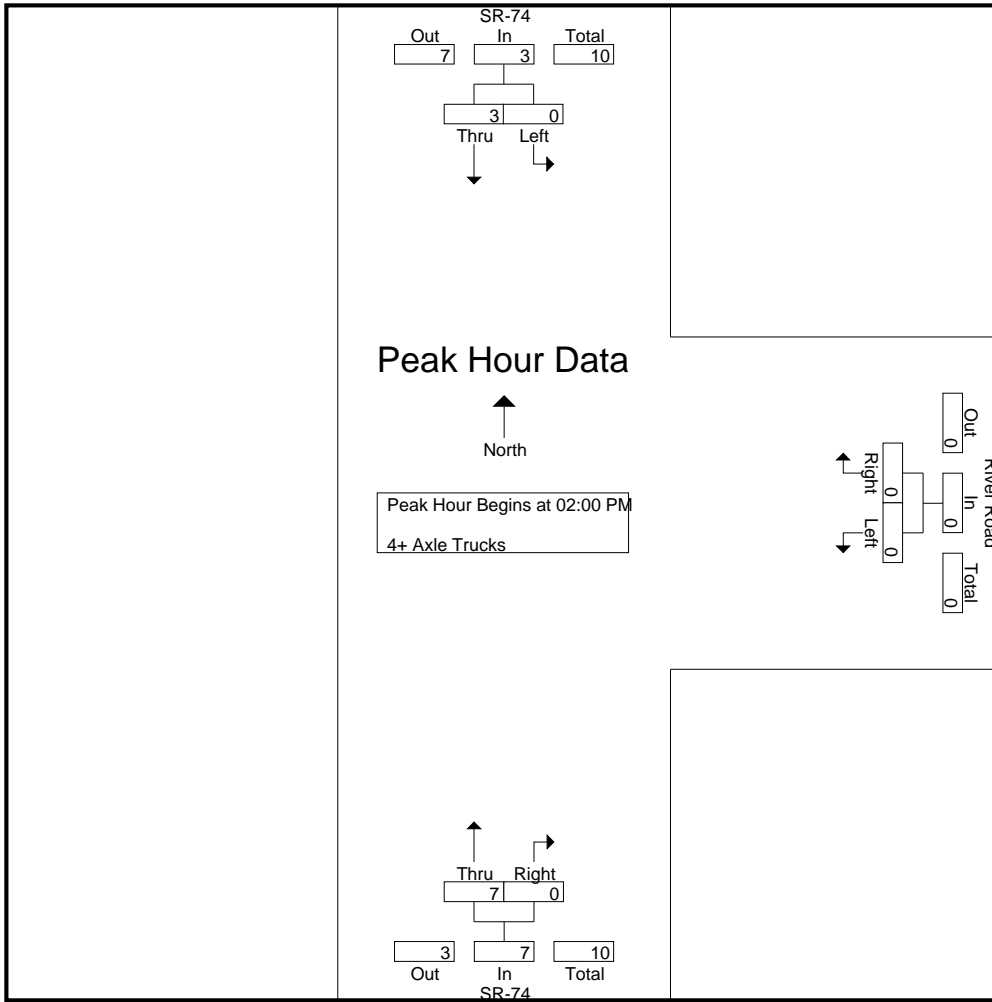 SR-74
Out In Total
7 3 10
3 0
Thru Left
Peak Hour Data
North
Peak Hour Begins at 02:00 PM
4+ Axle Trucks
River Road
Out In Total
0 0 0
Right Left
0 0
Thru Right
7 0
3 7 10
Out In Total
SR-74